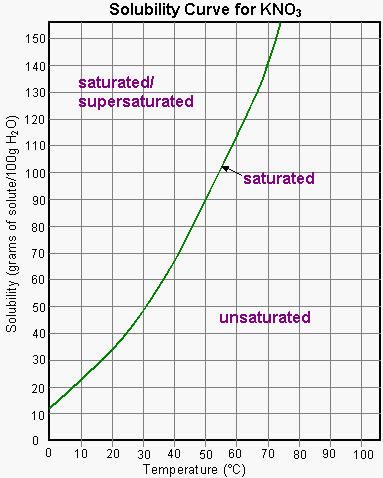 Solubility Curve for KNO₃
150
140
130
120
110
100
90
80
70
60
50
40
30
20
10
0
Solubility (grams of solute/100g H₂O)
saturated/
supersaturated
saturated
unsaturated
0 10 20 30 40 50 60 70 80 90 100
Temperature (°C)